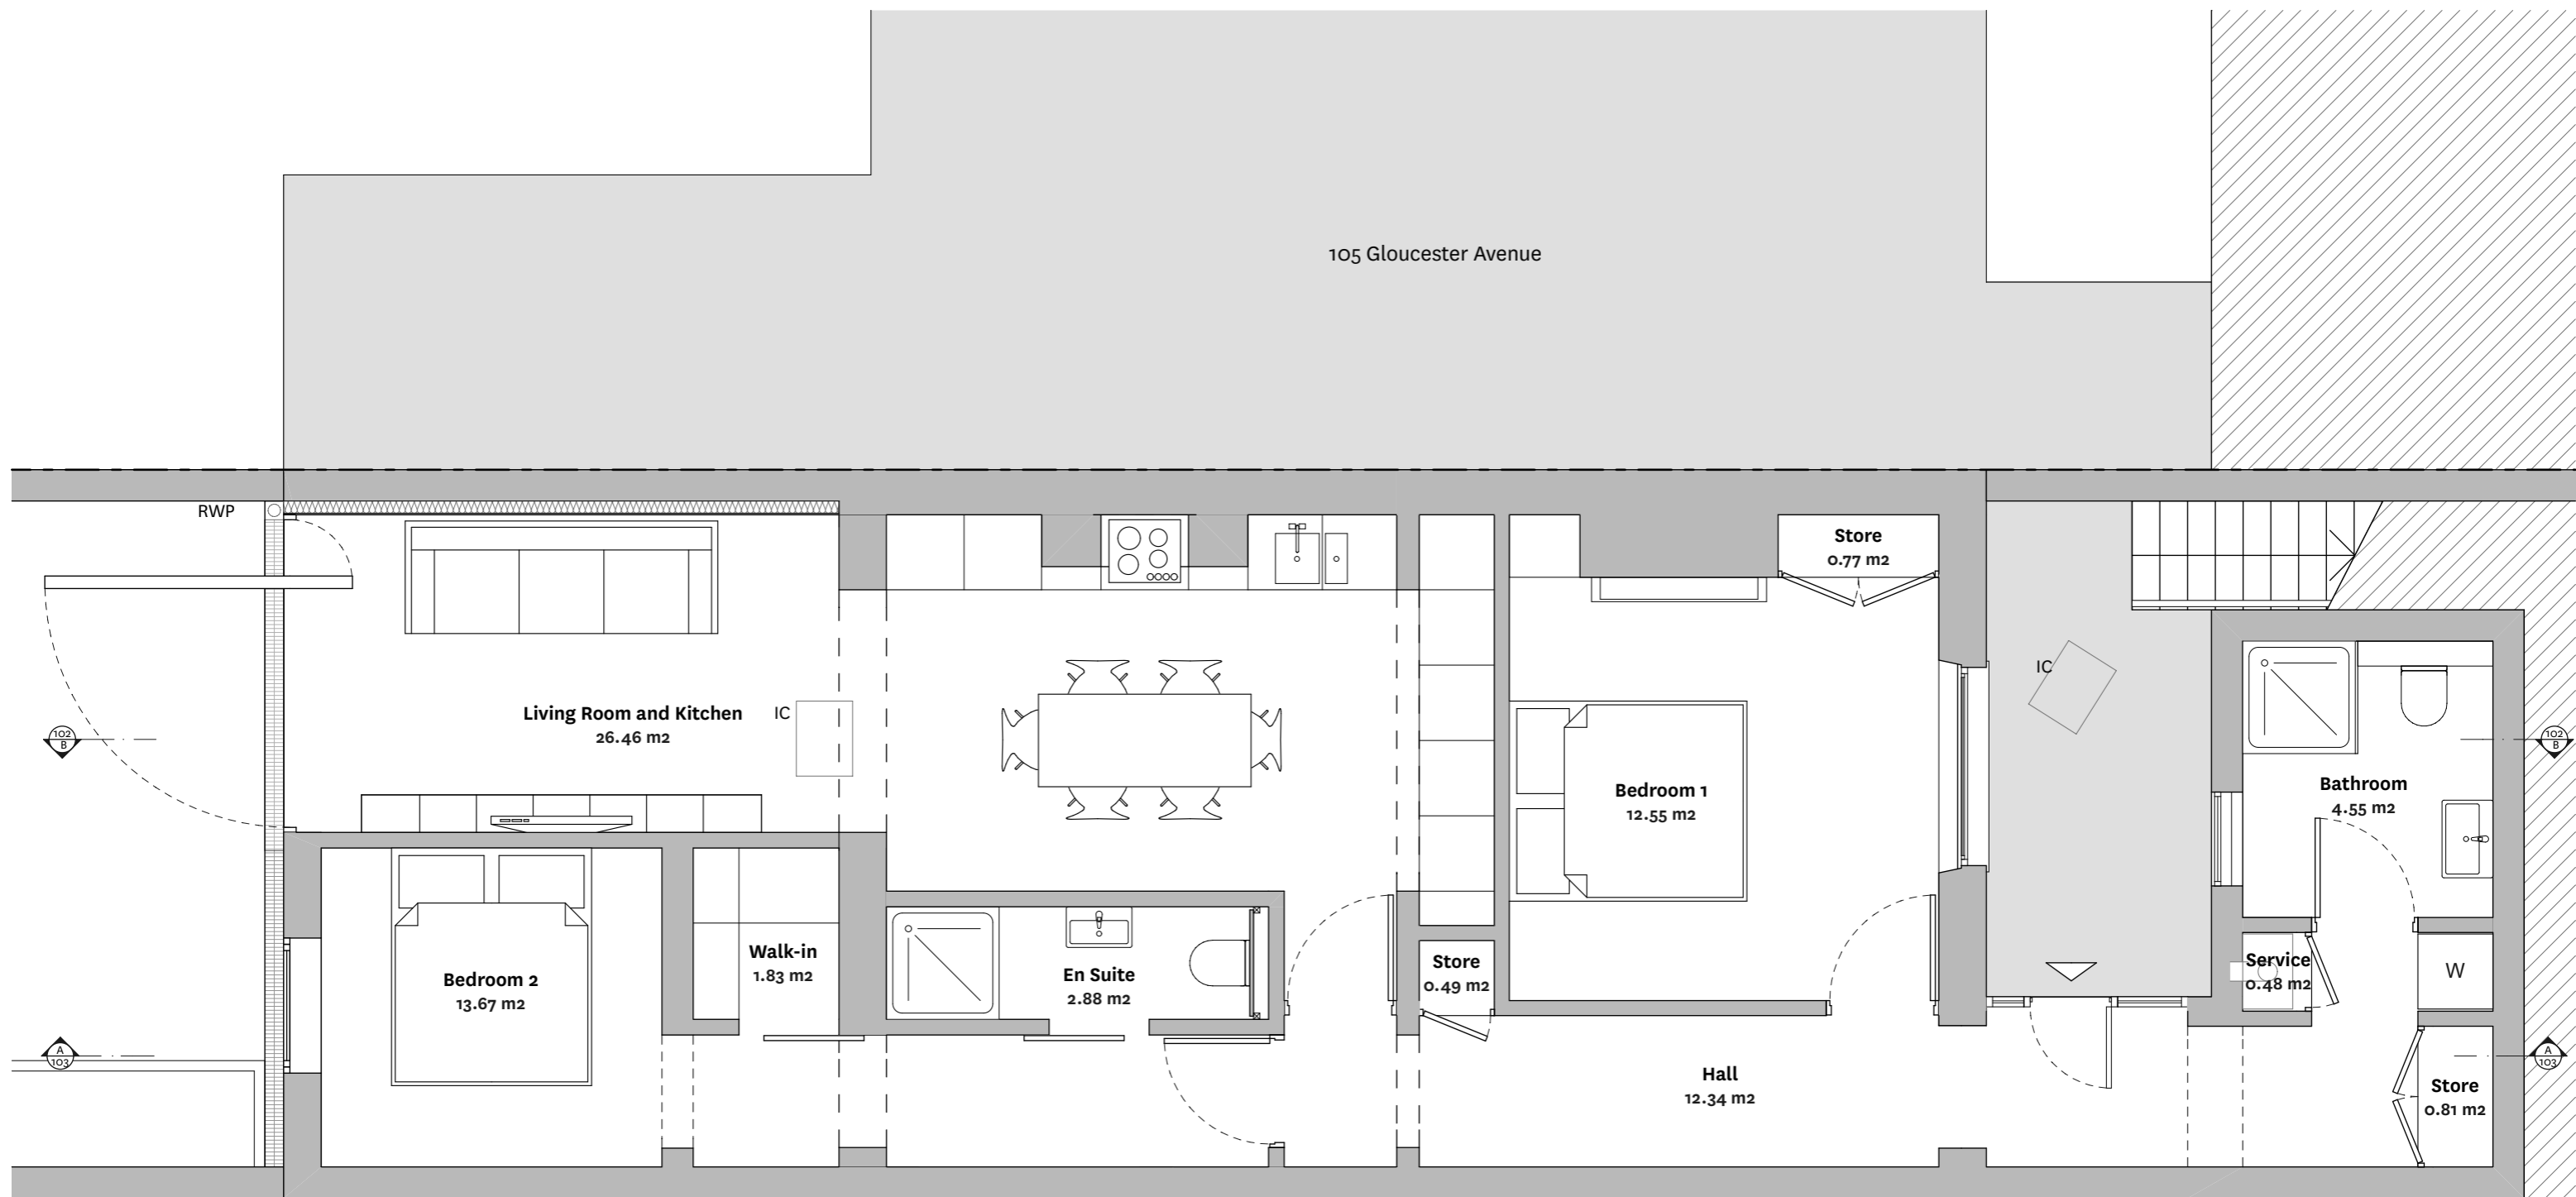 105 Gloucester Avenue
RWP
Store
0.77 m2
IC
Living Room and Kitchen
26.46 m2
IC
102
B
102
B
Bedroom 1
12.55 m2
Bathroom
4.55 m2
Walk-in
1.83 m2
Bedroom 2
13.67 m2
En Suite
2.88 m2
Store
0.49 m2
Service
0.48 m2
W
A
103
A
103
Hall
12.34 m2
Store
0.81 m2